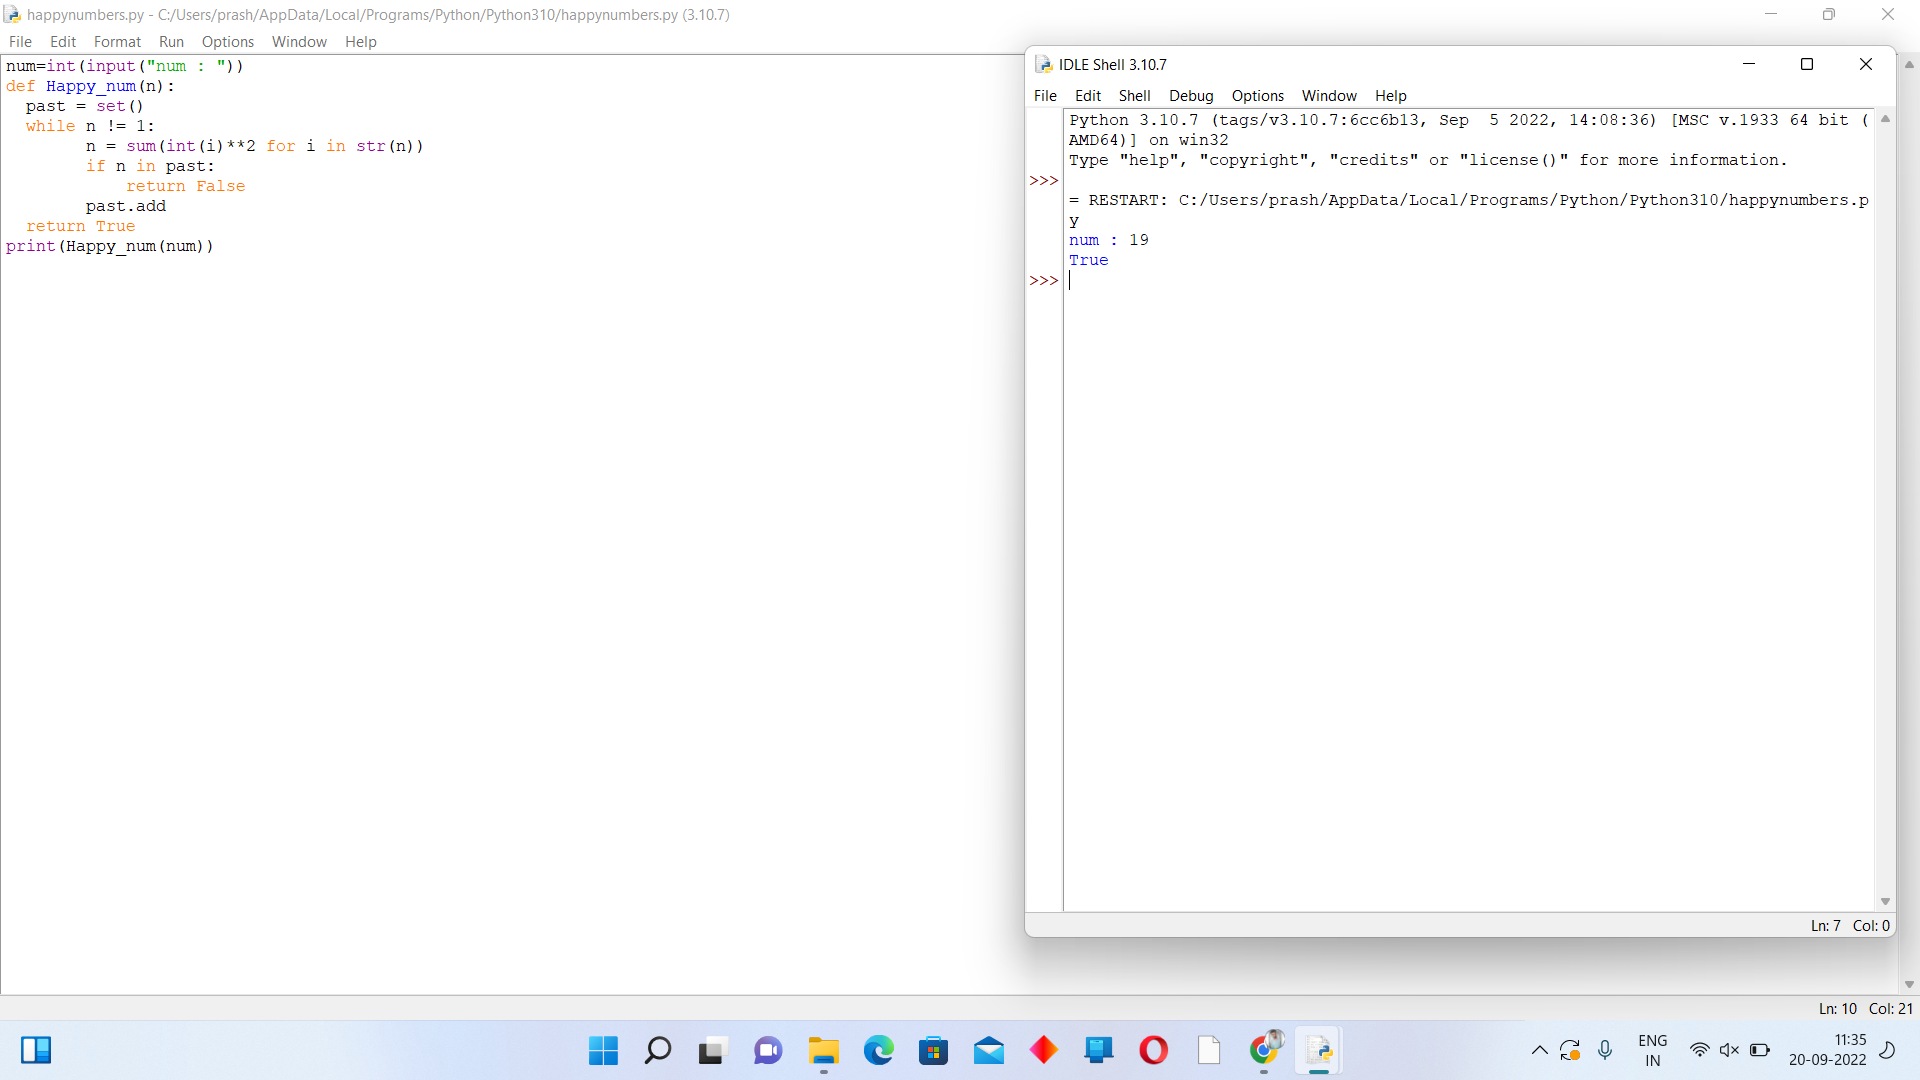 happynumbers.py - C:/Users/prash/AppData/Local/Programs/Python/Python310/happynumbers.py (3.10.7)
File Edit Format Run Options Window Help
num=int(input("num : "))
def Happy_num(n):
  past = set()
  while n != 1:
        n = sum(int(i)**2 for i in str(n))
        if n in past:
            return False
        past.add
  return True
print(Happy_num(num))
IDLE Shell 3.10.7
File Edit Shell Debug Options Window Help
Python 3.10.7 (tags/v3.10.7:6cc6b13, Sep  5 2022, 14:08:36) [MSC v.1933 64 bit (
AMD64)] on win32
Type "help", "copyright", "credits" or "license()" for more information.
>>>
= RESTART: C:/Users/prash/AppData/Local/Programs/Python/Python310/happynumbers.p
y
num : 19
True
>>>
Ln: 7 Col: 0
Ln: 10 Col: 21
ENG
IN
11:35
20-09-2022